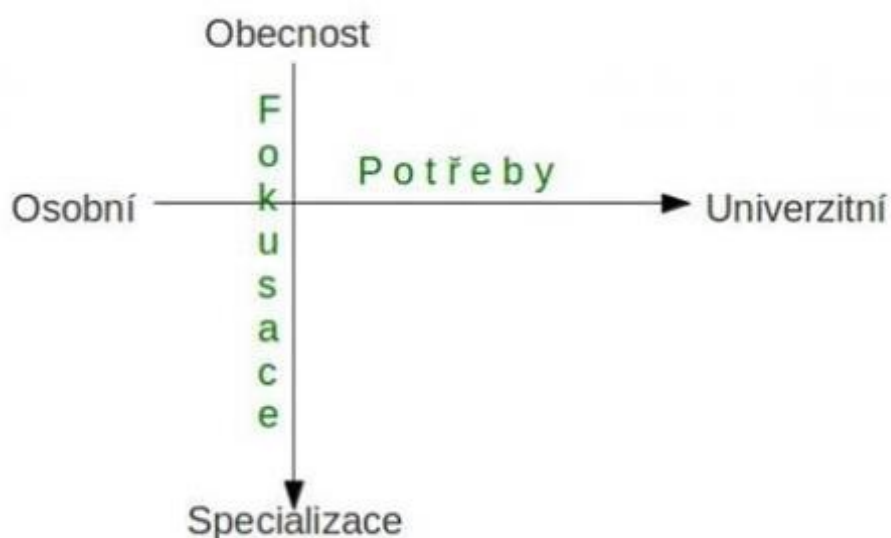 Obecnost
Fokusace
Potřeby
Osobní
Univerzitní
Specializace